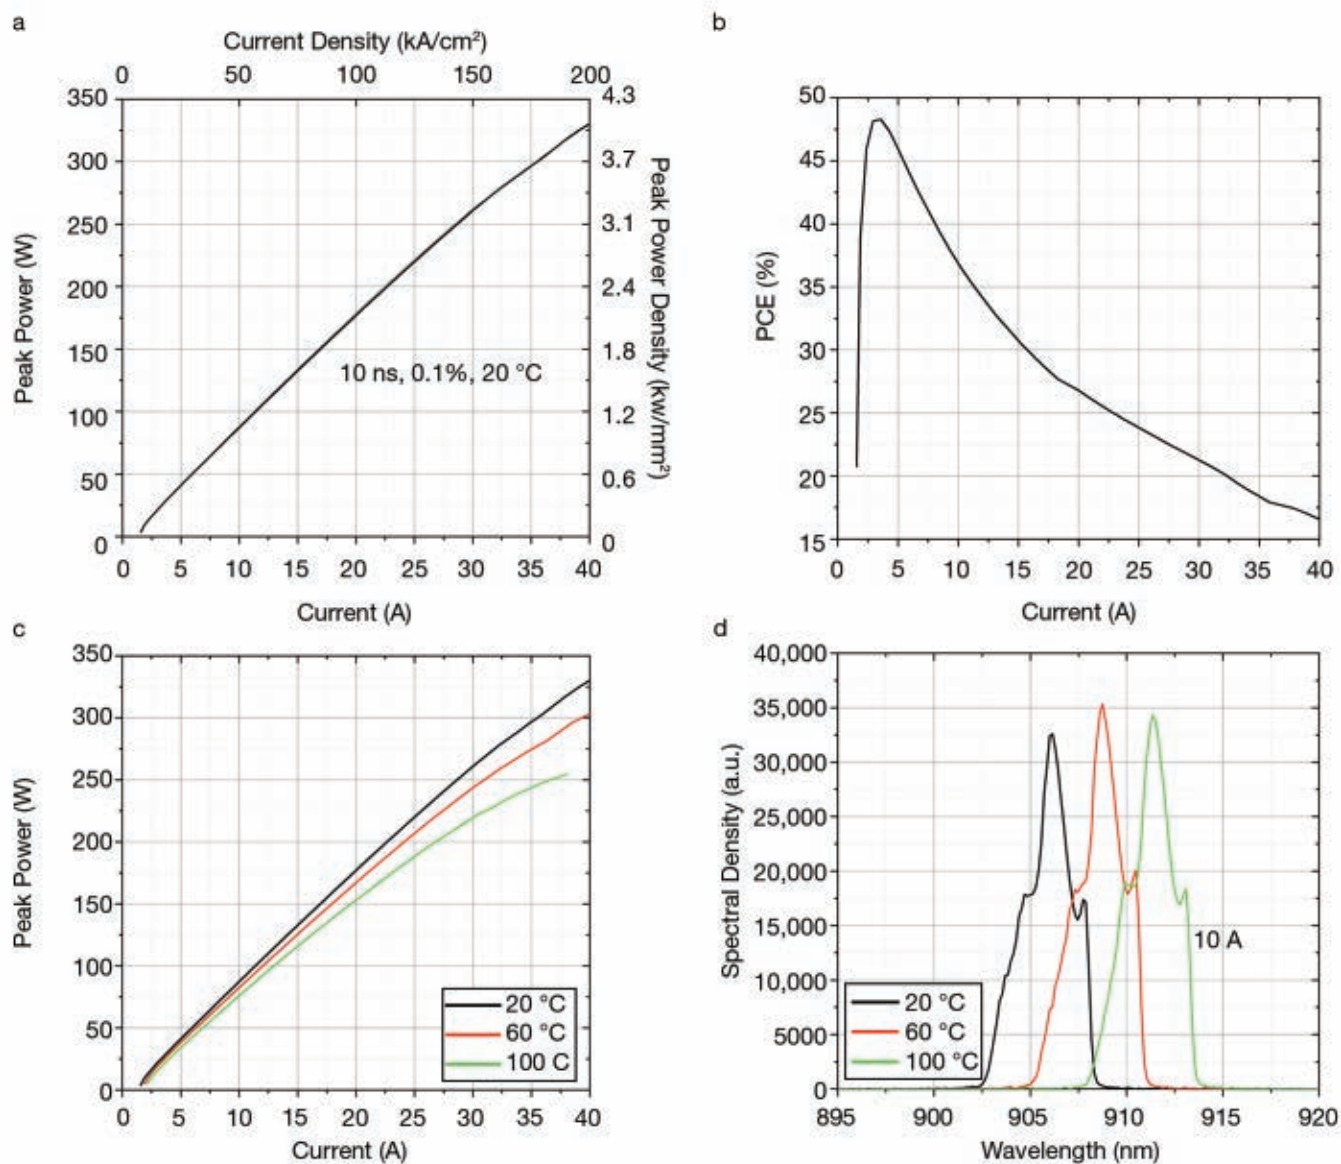 a
Current Density (kA/cm²)
0 50 100 150 200
350 300 250 200 150 100 50 0
Peak Power (W)
4.3 3.7 3.1 2.4 1.8 1.2 0.6 0
Peak Power Density (kw/mm²)
10 ns, 0.1%, 20 °C
0 5 10 15 20 25 30 35 40
Current (A)
b
50 45 40 35 30 25 20 15
PCE (%)
0 5 10 15 20 25 30 35 40
Current (A)
c
350 300 250 200 150 100 50 0
Peak Power (W)
20 °C
60 °C
100 C
0 5 10 15 20 25 30 35 40
Current (A)
d
40,000 35,000 30,000 25,000 20,000 15,000 10,000 5000 0
Spectral Density (a.u.)
10 A
20 °C
60 °C
100 °C
895 900 905 910 915 920
Wavelength (nm)